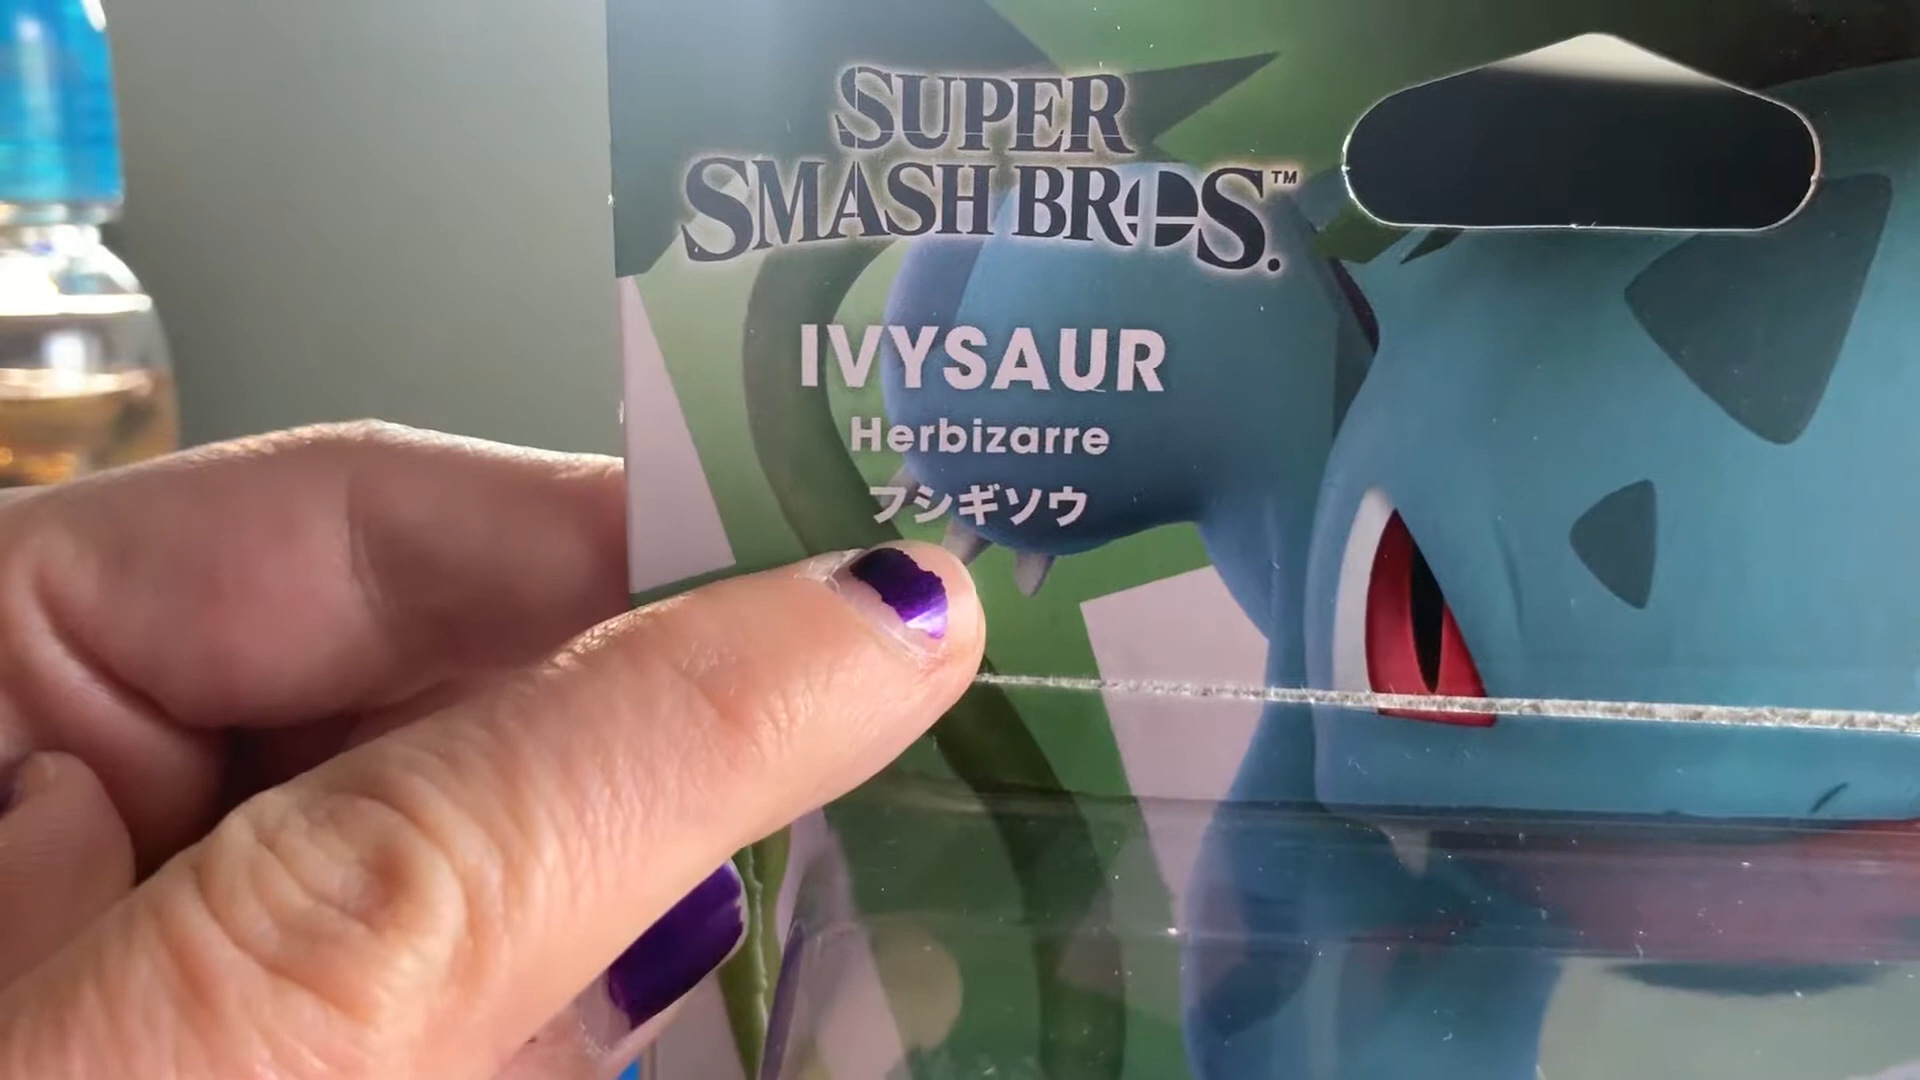 SUPER
SMASH BROS.™
IVYSAUR
Herbizarre
フシギソウ